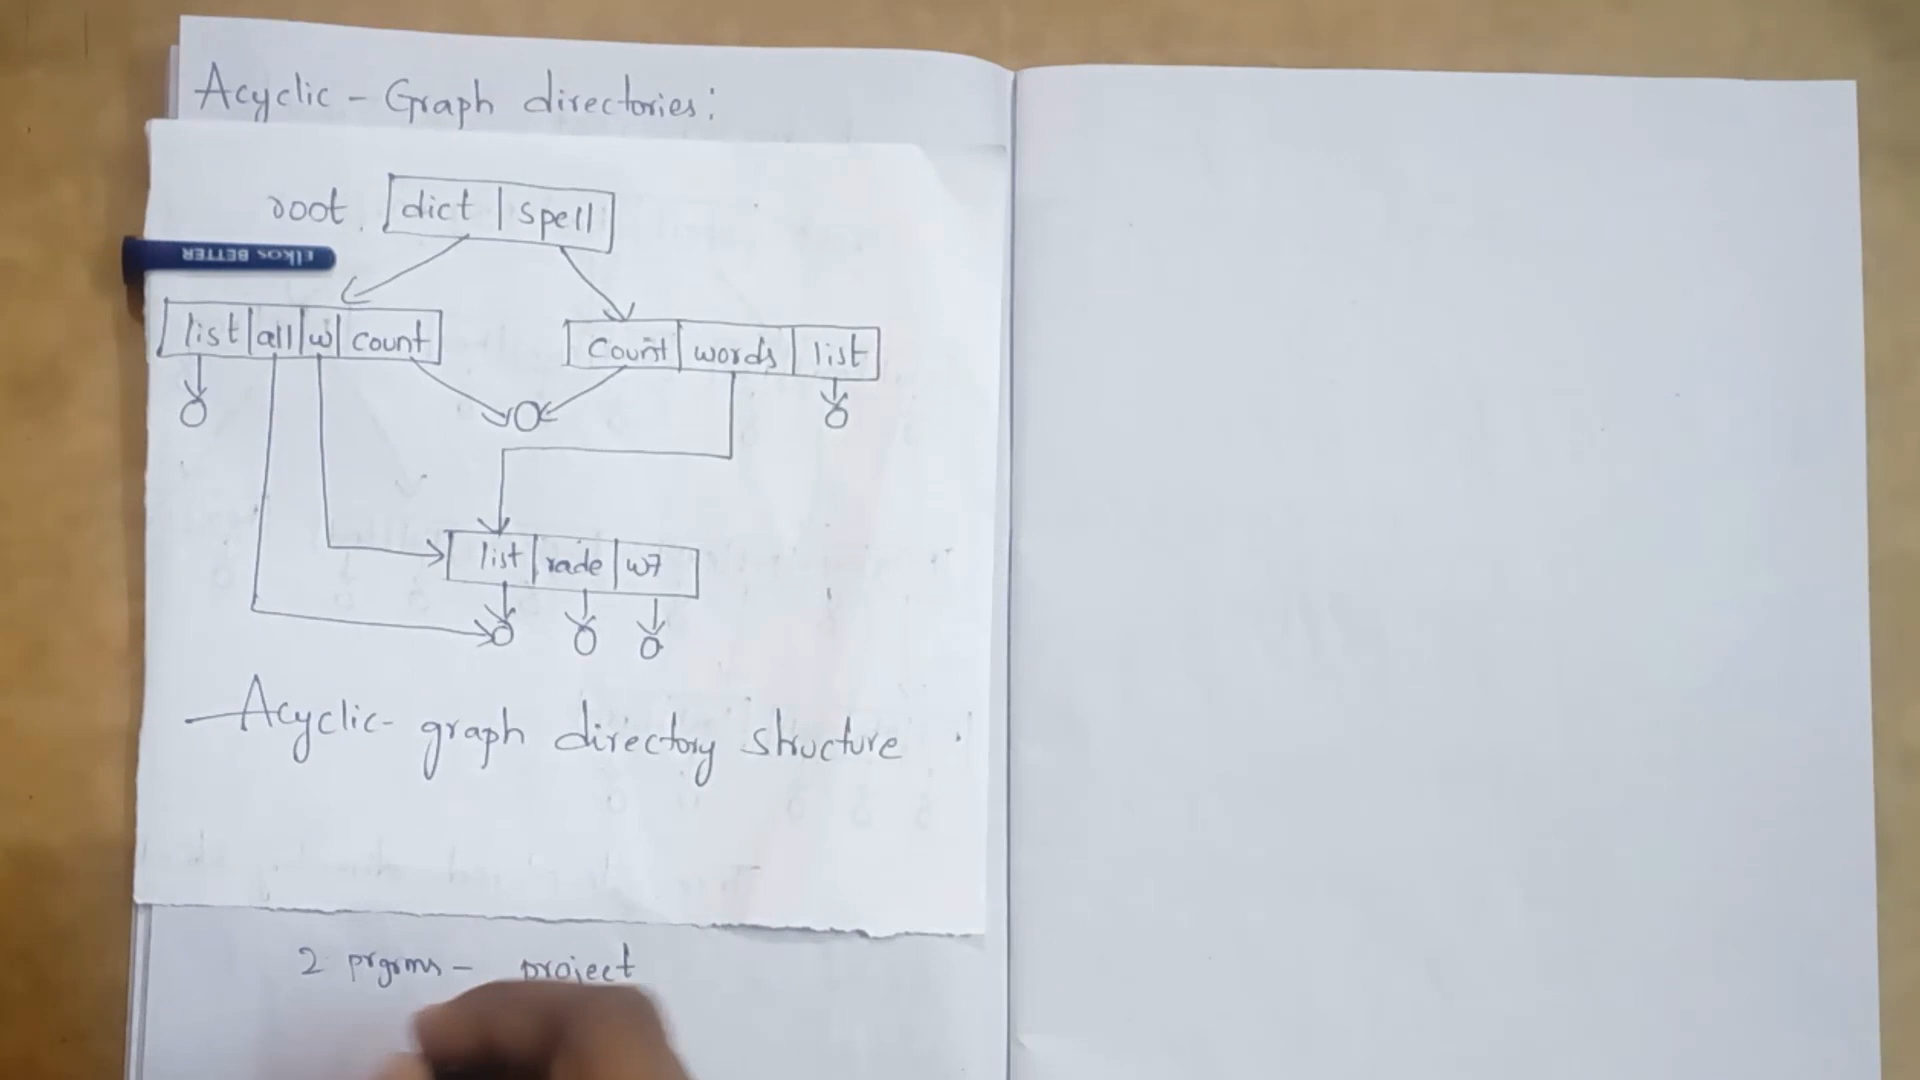 Acyclic - Graph directories:
root dict spell
Elkos BETTER
list all w count
count words list
list rade w7
Acyclic- graph directory structure
2 prgrms - project